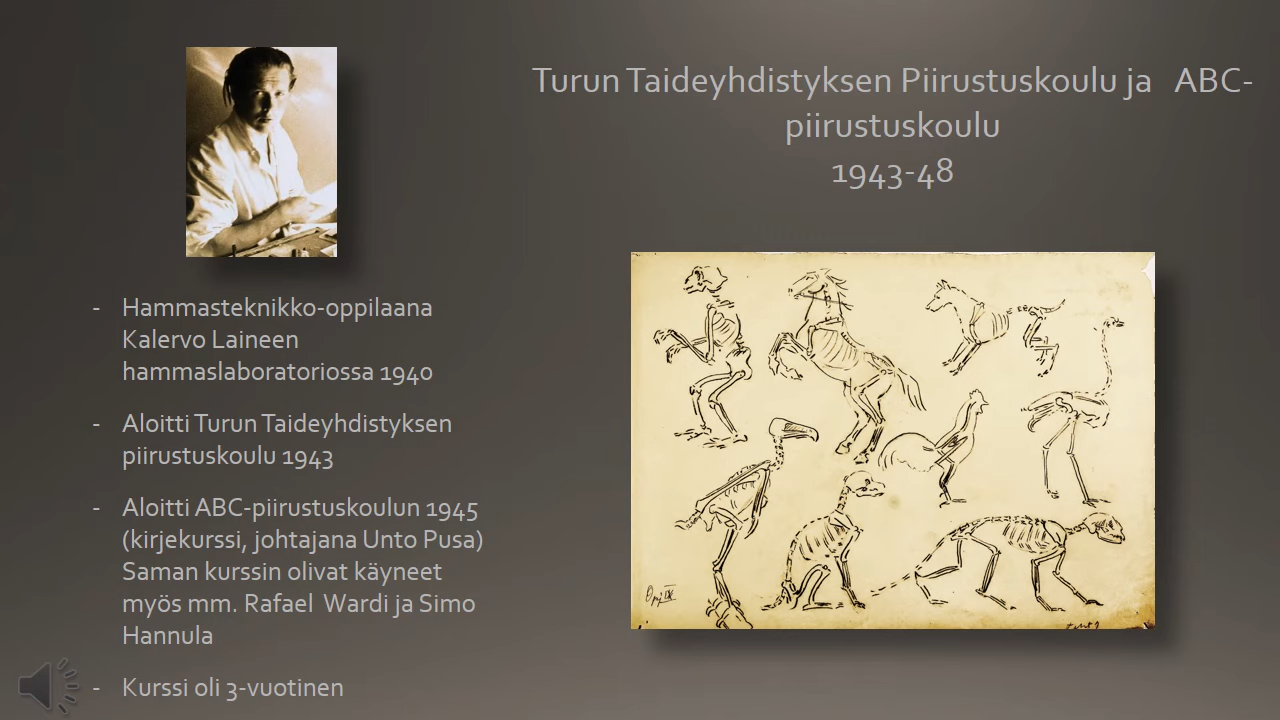 Turun Taideyhdistyksen Piirustuskoulu ja ABC-
piirustuskoulu
1943-48
- Hammasteknikko-oppilaana
Kalervo Laineen
hammaslaboratoriossa 1940
- Aloitti Turun Taideyhdistyksen
piirustuskoulu 1943
- Aloitti ABC-piirustuskoulun 1945
(kirjekurssi, johtajana Unto Pusa)
Saman kurssin olivat käyneet
myös mm. Rafael Wardi ja Simo
Hannula
- Kurssi oli 3-vuotinen